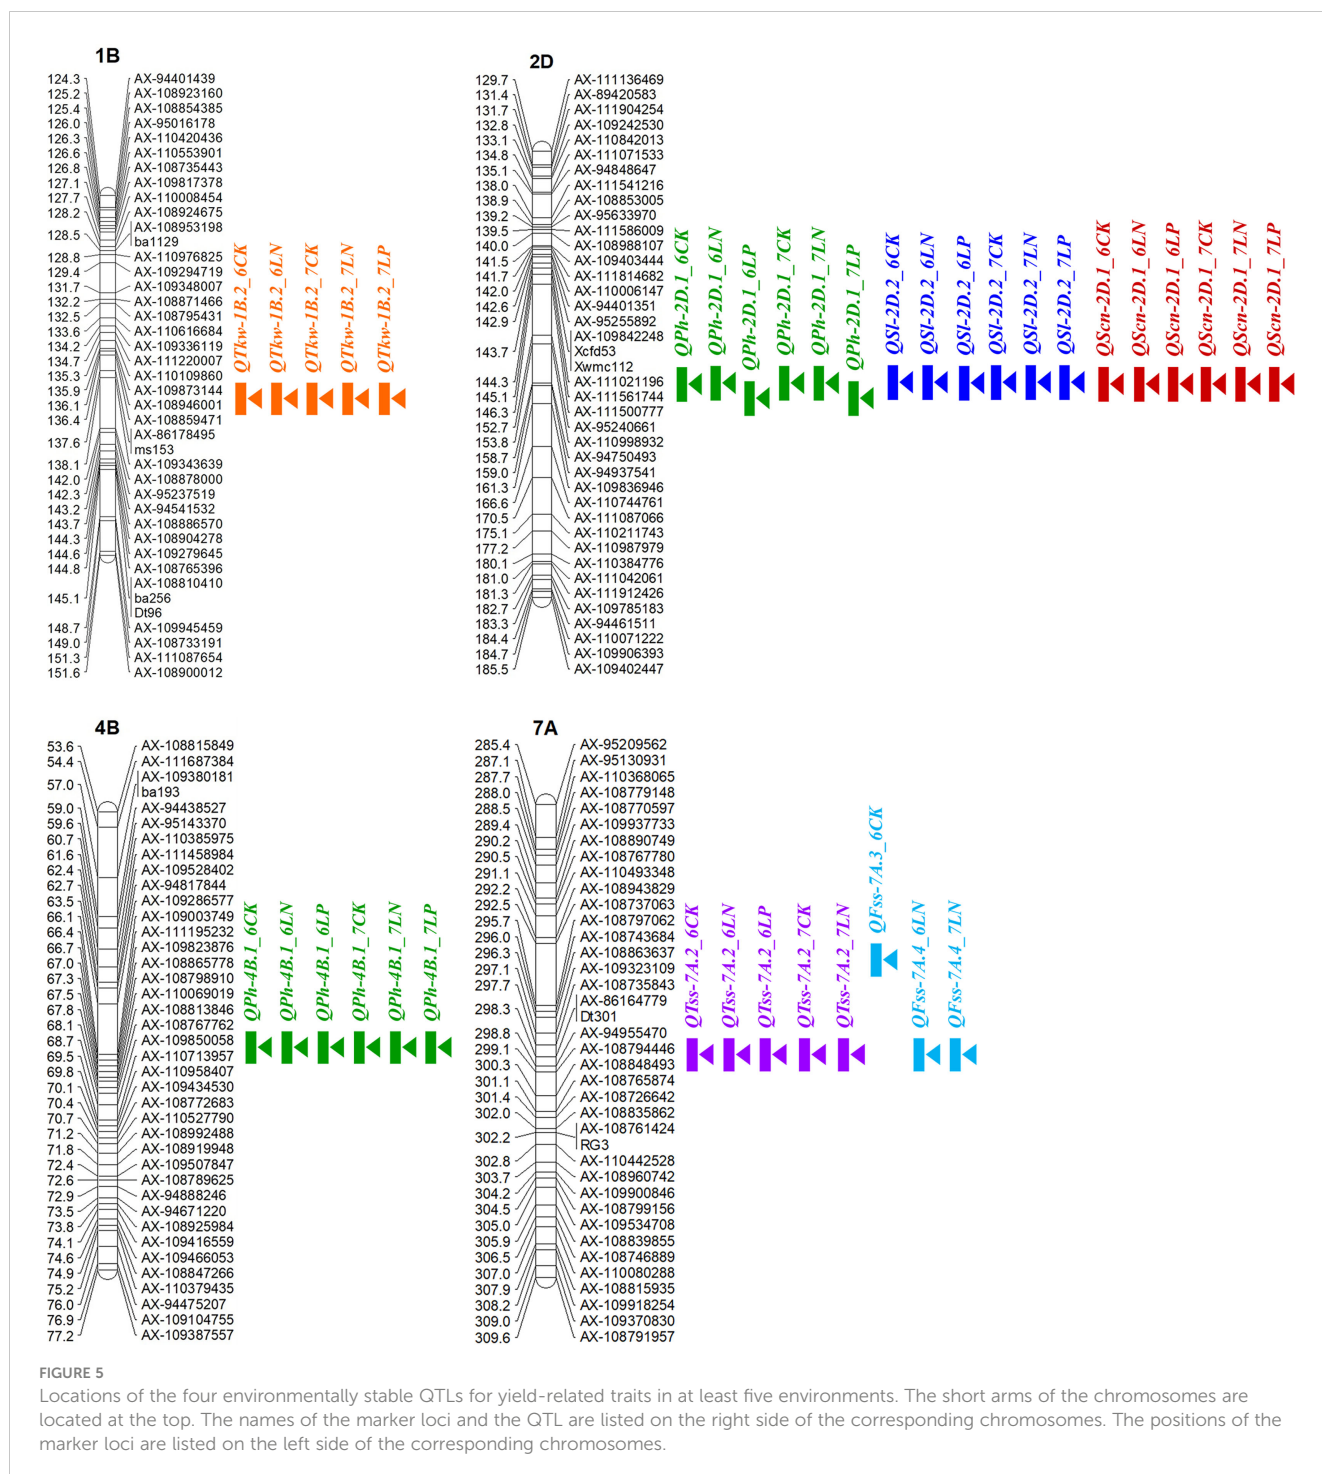 1B
124.3 AX-94401439
125.2 AX-108923160
125.4 AX-108854385
126.0 AX-95016178
126.3 AX-110420436
126.6 AX-110553901
126.8 AX-108735443
127.1 AX-109817378
127.7 AX-110008454
128.2 AX-108924675
128.5 AX-108953198
ba1129
128.8 AX-110976825
129.4 AX-109294719
131.7 AX-109348007
132.2 AX-108871466
132.5 AX-108795431
133.6 AX-110616684
134.2 AX-109336119
134.7 AX-111220007
135.3 AX-110109860
135.9 AX-109873144
136.1 AX-108946001
136.4 AX-108859471
137.6 AX-86178495
ms153
138.1 AX-109343639
142.0 AX-108878000
142.3 AX-95237519
143.2 AX-94541532
143.7 AX-108886570
144.3 AX-108904278
144.6 AX-109279645
144.8 AX-108765396
145.1 AX-108810410
ba256
Dt96
148.7 AX-109945459
149.0 AX-108733191
151.3 AX-111087654
151.6 AX-108900012
QTkw-1B.2_6CK
QTkw-1B.2_6LN
QTkw-1B.2_7CK
QTkw-1B.2_7LN
QTkw-1B.2_7LP
2D
129.7 AX-111136469
131.4 AX-89420583
131.7 AX-111904254
132.8 AX-109242530
133.1 AX-110842013
134.8 AX-111071533
135.1 AX-94848647
138.0 AX-111541216
138.9 AX-108853005
139.2 AX-95633970
139.5 AX-111586009
140.0 AX-108988107
141.5 AX-109403444
141.7 AX-111814682
142.0 AX-110006147
142.6 AX-94401351
142.9 AX-95255892
143.7 AX-109842248
Xcfd53
Xwmc112
144.3 AX-111021196
145.1 AX-111561744
146.3 AX-111500777
152.7 AX-95240661
153.8 AX-110998932
158.7 AX-94750493
159.0 AX-94937541
161.3 AX-109836946
166.6 AX-110744761
170.5 AX-111087066
175.1 AX-110211743
177.2 AX-110987979
180.1 AX-110384776
181.0 AX-111042061
181.3 AX-111912426
182.7 AX-109785183
183.3 AX-94461511
184.4 AX-110071222
184.7 AX-109906393
185.5 AX-109402447
QPh-2D.1_6CK
QPh-2D.1_6LN
QPh-2D.1_6LP
QPh-2D.1_7CK
QPh-2D.1_7LN
QPh-2D.1_7LP
QSl-2D.2_6CK
QSl-2D.2_6LN
QSl-2D.2_6LP
QSl-2D.2_7CK
QSl-2D.2_7LN
QSl-2D.2_7LP
QScn-2D.1_6CK
QScn-2D.1_6LN
QScn-2D.1_6LP
QScn-2D.1_7CK
QScn-2D.1_7LN
QScn-2D.1_7LP
4B
53.6 AX-108815849
54.4 AX-111687384
57.0 AX-109380181
ba193
59.0 AX-94438527
59.6 AX-95143370
60.7 AX-110385975
61.6 AX-111458984
62.4 AX-109528402
62.7 AX-94817844
63.5 AX-109286577
66.1 AX-109003749
66.4 AX-111195232
66.7 AX-109823876
67.0 AX-108865778
67.3 AX-108798910
67.5 AX-110069019
67.8 AX-108813846
68.1 AX-108767762
68.7 AX-109850058
69.5 AX-110713957
69.8 AX-110958407
70.1 AX-109434530
70.4 AX-108772683
70.7 AX-110527790
71.2 AX-108992488
71.8 AX-108919948
72.4 AX-109507847
72.6 AX-108789625
72.9 AX-94888246
73.5 AX-94671220
73.8 AX-108925984
74.1 AX-109416559
74.6 AX-109466053
74.9 AX-108847266
75.2 AX-110379435
76.0 AX-94475207
76.9 AX-109104755
77.2 AX-109387557
QPh-4B.1_6CK
QPh-4B.1_6LN
QPh-4B.1_6LP
QPh-4B.1_7CK
QPh-4B.1_7LN
QPh-4B.1_7LP
7A
285.4 AX-95209562
287.1 AX-95130931
287.7 AX-110368065
288.0 AX-108779148
288.5 AX-108770597
289.4 AX-109937733
290.2 AX-108890749
290.5 AX-108767780
291.1 AX-110493348
292.2 AX-108943829
292.5 AX-108737063
295.7 AX-108797062
296.0 AX-108743684
296.3 AX-108863637
297.1 AX-109323109
297.7 AX-108735843
298.3 AX-86164779
Dt301
298.8 AX-94955470
299.1 AX-108794446
300.3 AX-108848493
301.1 AX-108765874
301.4 AX-108726642
302.0 AX-108835862
302.2 AX-108761424
RG3
302.8 AX-110442528
303.7 AX-108960742
304.2 AX-109900846
304.5 AX-108799156
305.0 AX-109534708
305.9 AX-108839855
306.5 AX-108746889
307.0 AX-110080288
307.9 AX-108815935
308.2 AX-109918254
309.0 AX-109370830
309.6 AX-108791957
QTss-7A.2_6CK
QTss-7A.2_6LN
QTss-7A.2_6LP
QTss-7A.2_7CK
QTss-7A.2_7LN
QFss-7A.3_6CK
QFss-7A.4_6LN
QFss-7A.4_7LN
FIGURE 5
Locations of the four environmentally stable QTLs for yield-related traits in at least five environments. The short arms of the chromosomes are
located at the top. The names of the marker loci and the QTL are listed on the right side of the corresponding chromosomes. The positions of the
marker loci are listed on the left side of the corresponding chromosomes.